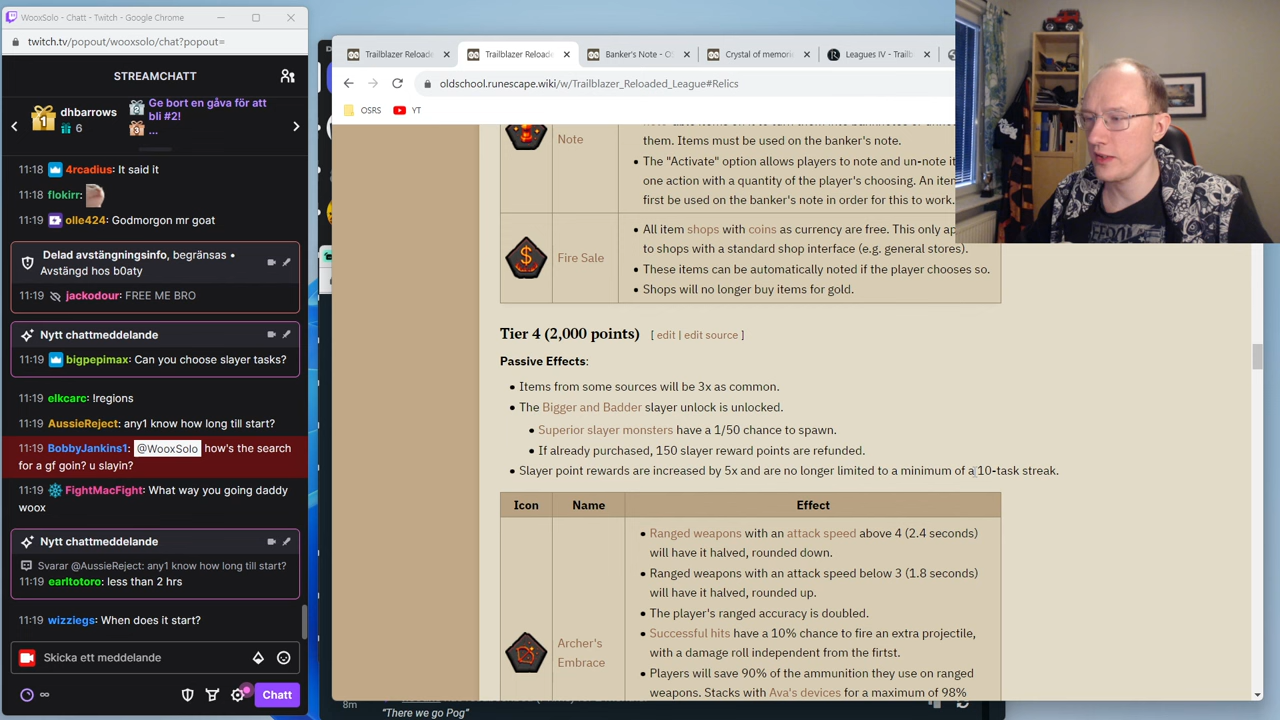 WooxSolo - Chatt - Twitch - Google Chrome
twitch.tv/popout/wooxsolo/chat?popout=
STREAMCHATT
dhbarrows
6
Ge bort en gåva för att
bli #2!
...
11:18 4rcadius: It said it
11:18 flokirr:
11:19 olle424: Godmorgon mr goat
Delad avstängningsinfo, begränsas •
Avstängd hos b0aty
11:19 jackodour: FREE ME BRO
Nytt chattmeddelande
11:19 bigpepimax: Can you choose slayer tasks?
11:19 elkcarc: !regions
11:19 AussieReject: any1 know how long till start?
11:19 BobbyJankins1: @WooxSolo how's the search
for a gf goin? u slayin?
11:19 FightMacFight: What way you going daddy
woox
Nytt chattmeddelande
Svarar @AussieReject: any1 know how long till start?
11:19 earltotoro: less than 2 hrs
11:19 wizziegs: When does it start?
Skicka ett meddelande
∞
Chatt
Trailblazer Reloade
Trailblazer Reloade
Banker's Note - O
Crystal of memori
Leagues IV - Trailb
oldschool.runescape.wiki/w/Trailblazer_Reloaded_League#Relics
OSRS
YT
Note
them. Items must be used on the banker's note.
• The "Activate" option allows players to note and un-note it
one action with a quantity of the player's choosing. An ite
first be used on the banker's note in order for this to work.
Fire Sale
• All item shops with coins as currency are free. This only ap
to shops with a standard shop interface (e.g. general stores).
• These items can be automatically noted if the player chooses so.
• Shops will no longer buy items for gold.
Tier 4 (2,000 points) [ edit | edit source ]
Passive Effects:
• Items from some sources will be 3x as common.
• The Bigger and Badder slayer unlock is unlocked.
• Superior slayer monsters have a 1/50 chance to spawn.
• If already purchased, 150 slayer reward points are refunded.
• Slayer point rewards are increased by 5x and are no longer limited to a minimum of a 10-task streak.
Icon Name Effect
Archer's
Embrace
• Ranged weapons with an attack speed above 4 (2.4 seconds)
will have it halved, rounded down.
• Ranged weapons with an attack speed below 3 (1.8 seconds)
will have it halved, rounded up.
• The player's ranged accuracy is doubled.
• Successful hits have a 10% chance to fire an extra projectile,
with a damage roll independent from the firtst.
• Players will save 90% of the ammunition they use on ranged
weapons. Stacks with Ava's devices for a maximum of 98%
8m
"There we go Pog"